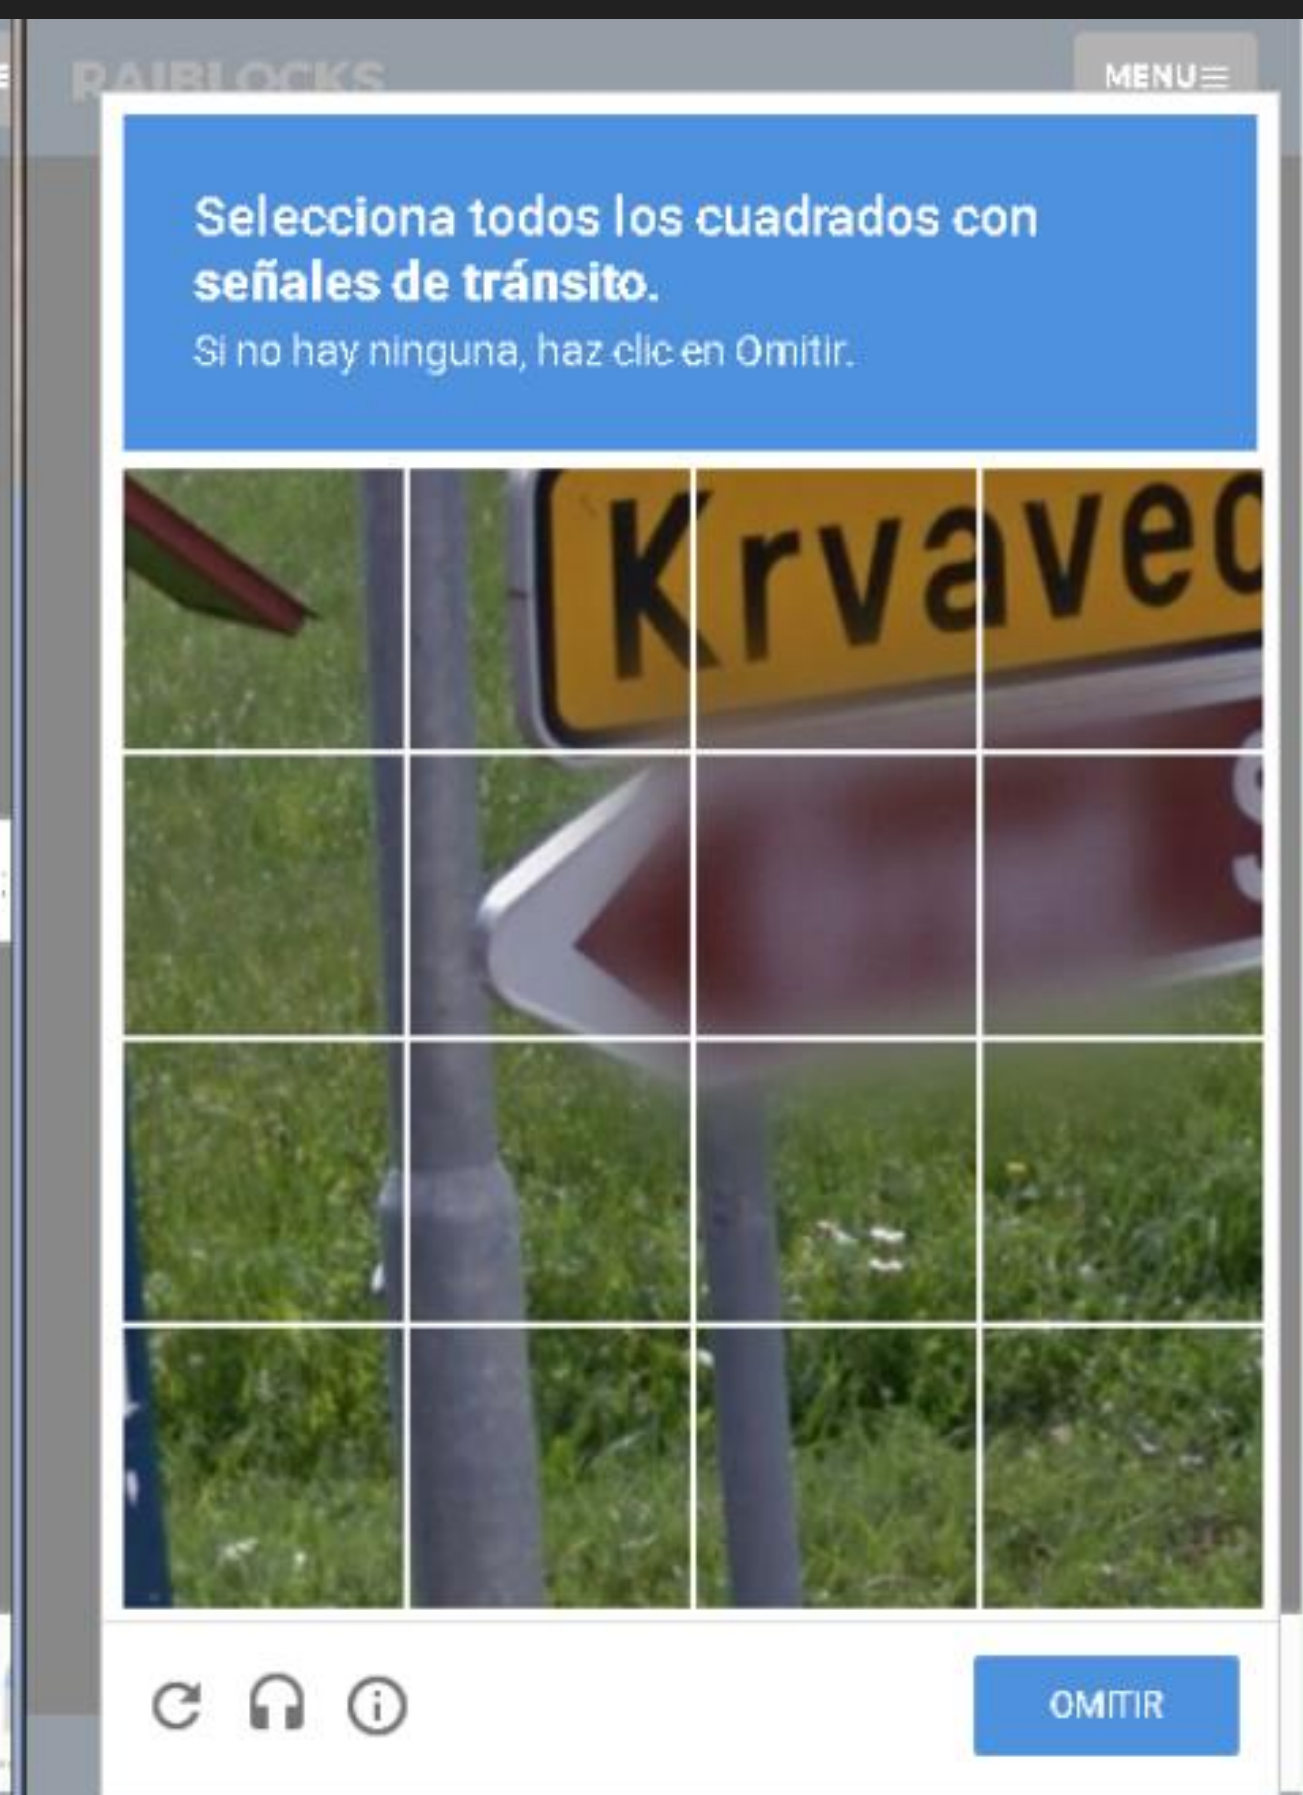 RAIBLOCKS
MENU
Selecciona todos los cuadrados con
señales de tránsito.
Si no hay ninguna, haz clic en Omitir.
Krvavec
S
OMITIR